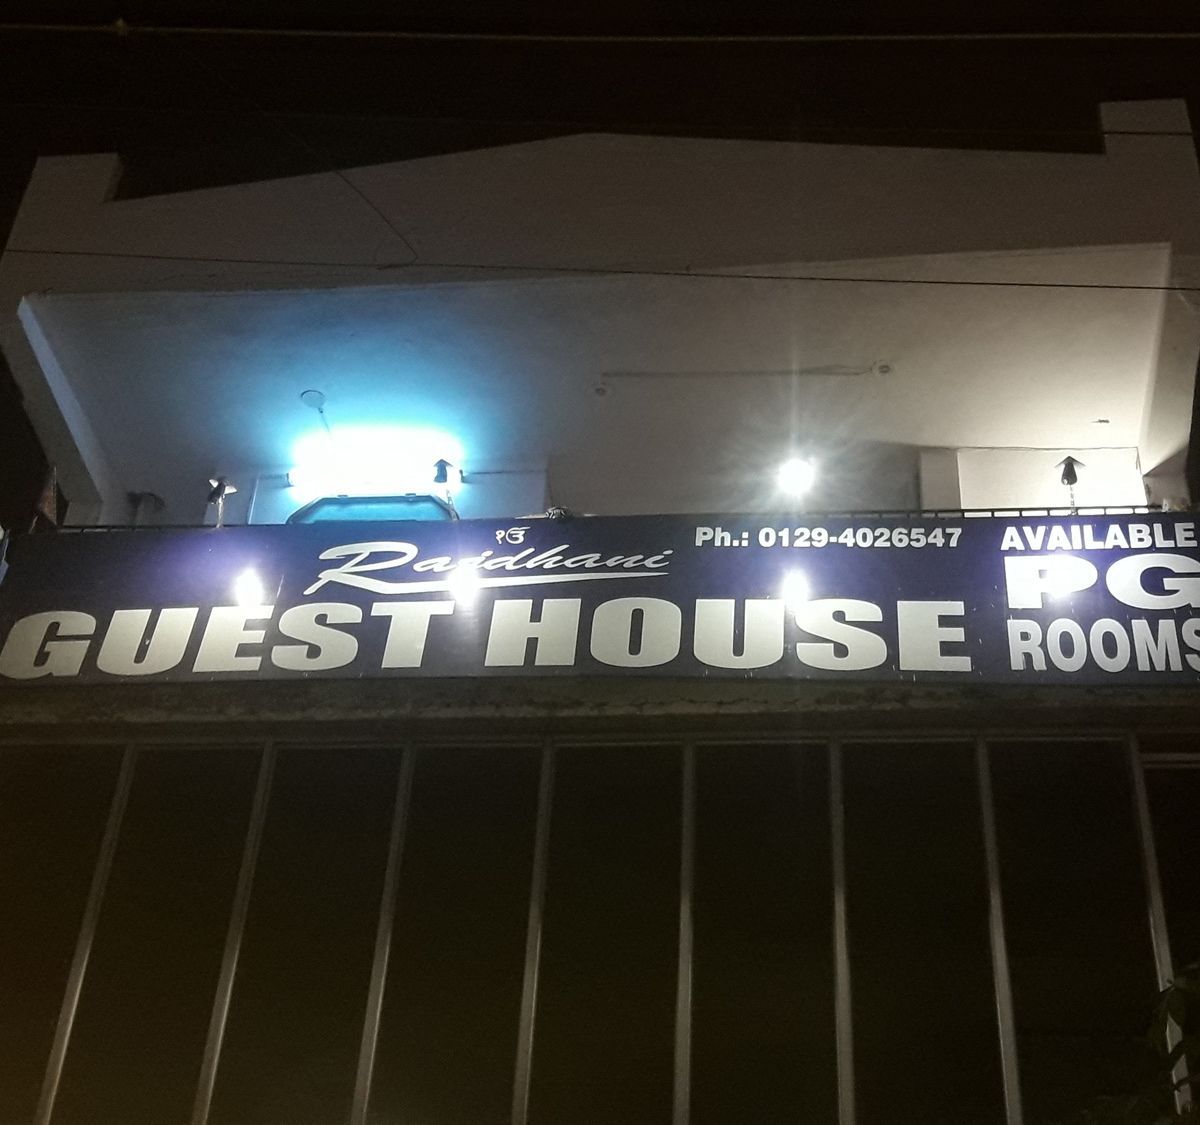 ੴ
Rajdhani
GUEST HOUSE
Ph.: 0129-4026547
AVAILABLE
PG
ROOMS